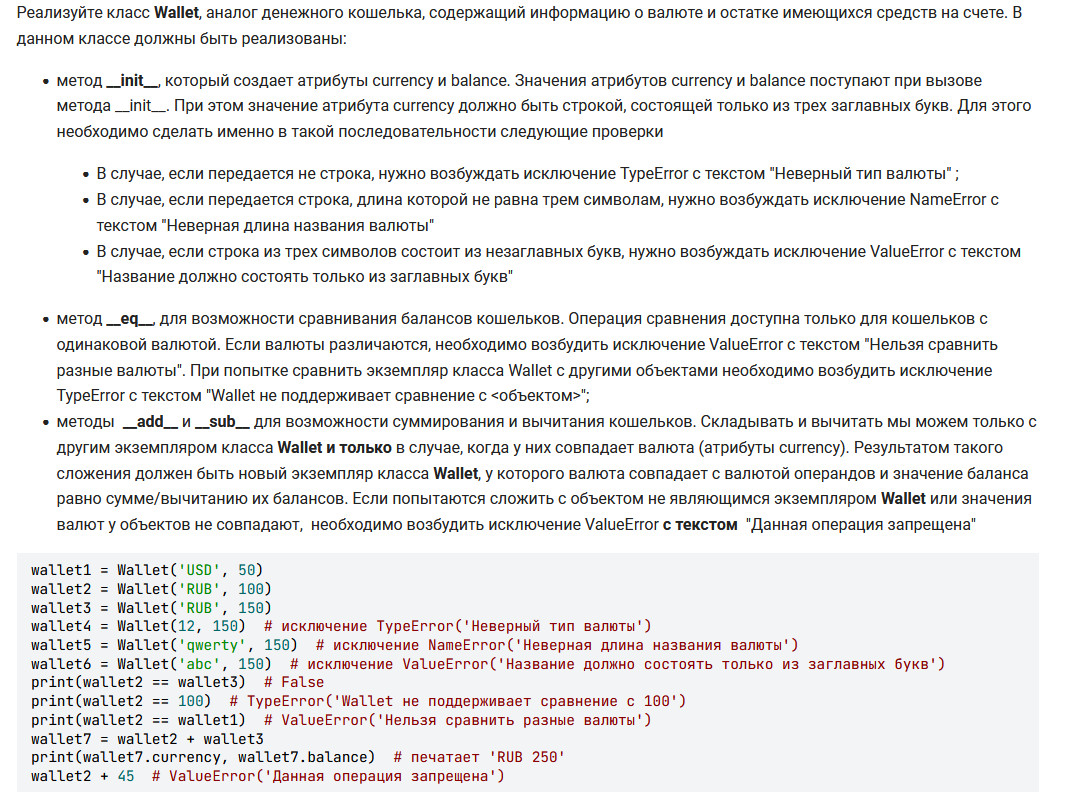 Реализуйте класс Wallet, аналог денежного кошелька, содержащий информацию о валюте и остатке имеющихся средств на счете. В
данном классе должны быть реализованы:
• метод __init__, который создает атрибуты currency и balance. Значения атрибутов currency и balance поступают при вызове
метода __init__. При этом значение атрибута currency должно быть строкой, состоящей только из трех заглавных букв. Для этого
необходимо сделать именно в такой последовательности следующие проверки
• В случае, если передается не строка, нужно возбуждать исключение TypeError с текстом "Неверный тип валюты" ;
• В случае, если передается строка, длина которой не равна трем символам, нужно возбуждать исключение NameError с
текстом "Неверная длина названия валюты"
• В случае, если строка из трех символов состоит из незаглавных букв, нужно возбуждать исключение ValueError с текстом
"Название должно состоять только из заглавных букв"
• метод __eq__, для возможности сравнивания балансов кошельков. Операция сравнения доступна только для кошельков с
одинаковой валютой. Если валюты различаются, необходимо возбудить исключение ValueError с текстом "Нельзя сравнить
разные валюты". При попытке сравнить экземпляр класса Wallet с другими объектами необходимо возбудить исключение
TypeError с текстом "Wallet не поддерживает сравнение с <объектом>";
• методы __add__ и __sub__ для возможности суммирования и вычитания кошельков. Складывать и вычитать мы можем только с
другим экземпляром класса Wallet и только в случае, когда у них совпадает валюта (атрибуты currency). Результатом такого
сложения должен быть новый экземпляр класса Wallet, у которого валюта совпадает с валютой операндов и значение баланса
равно сумме/вычитанию их балансов. Если попытаются сложить с объектом не являющимся экземпляром Wallet или значения
валют у объектов не совпадают, необходимо возбудить исключение ValueError с текстом "Данная операция запрещена"
wallet1 = Wallet('USD', 50)
wallet2 = Wallet('RUB', 100)
wallet3 = Wallet('RUB', 150)
wallet4 = Wallet(12, 150)  # исключение TypeError('Неверный тип валюты')
wallet5 = Wallet('qwerty', 150)  # исключение NameError('Неверная длина названия валюты')
wallet6 = Wallet('abc', 150)  # исключение ValueError('Название должно состоять только из заглавных букв')
print(wallet2 == wallet3)  # False
print(wallet2 == 100)  # TypeError('Wallet не поддерживает сравнение с 100')
print(wallet2 == wallet1)  # ValueError('Нельзя сравнить разные валюты')
wallet7 = wallet2 + wallet3
print(wallet7.currency, wallet7.balance)  # печатает 'RUB 250'
wallet2 + 45  # ValueError('Данная операция запрещена')